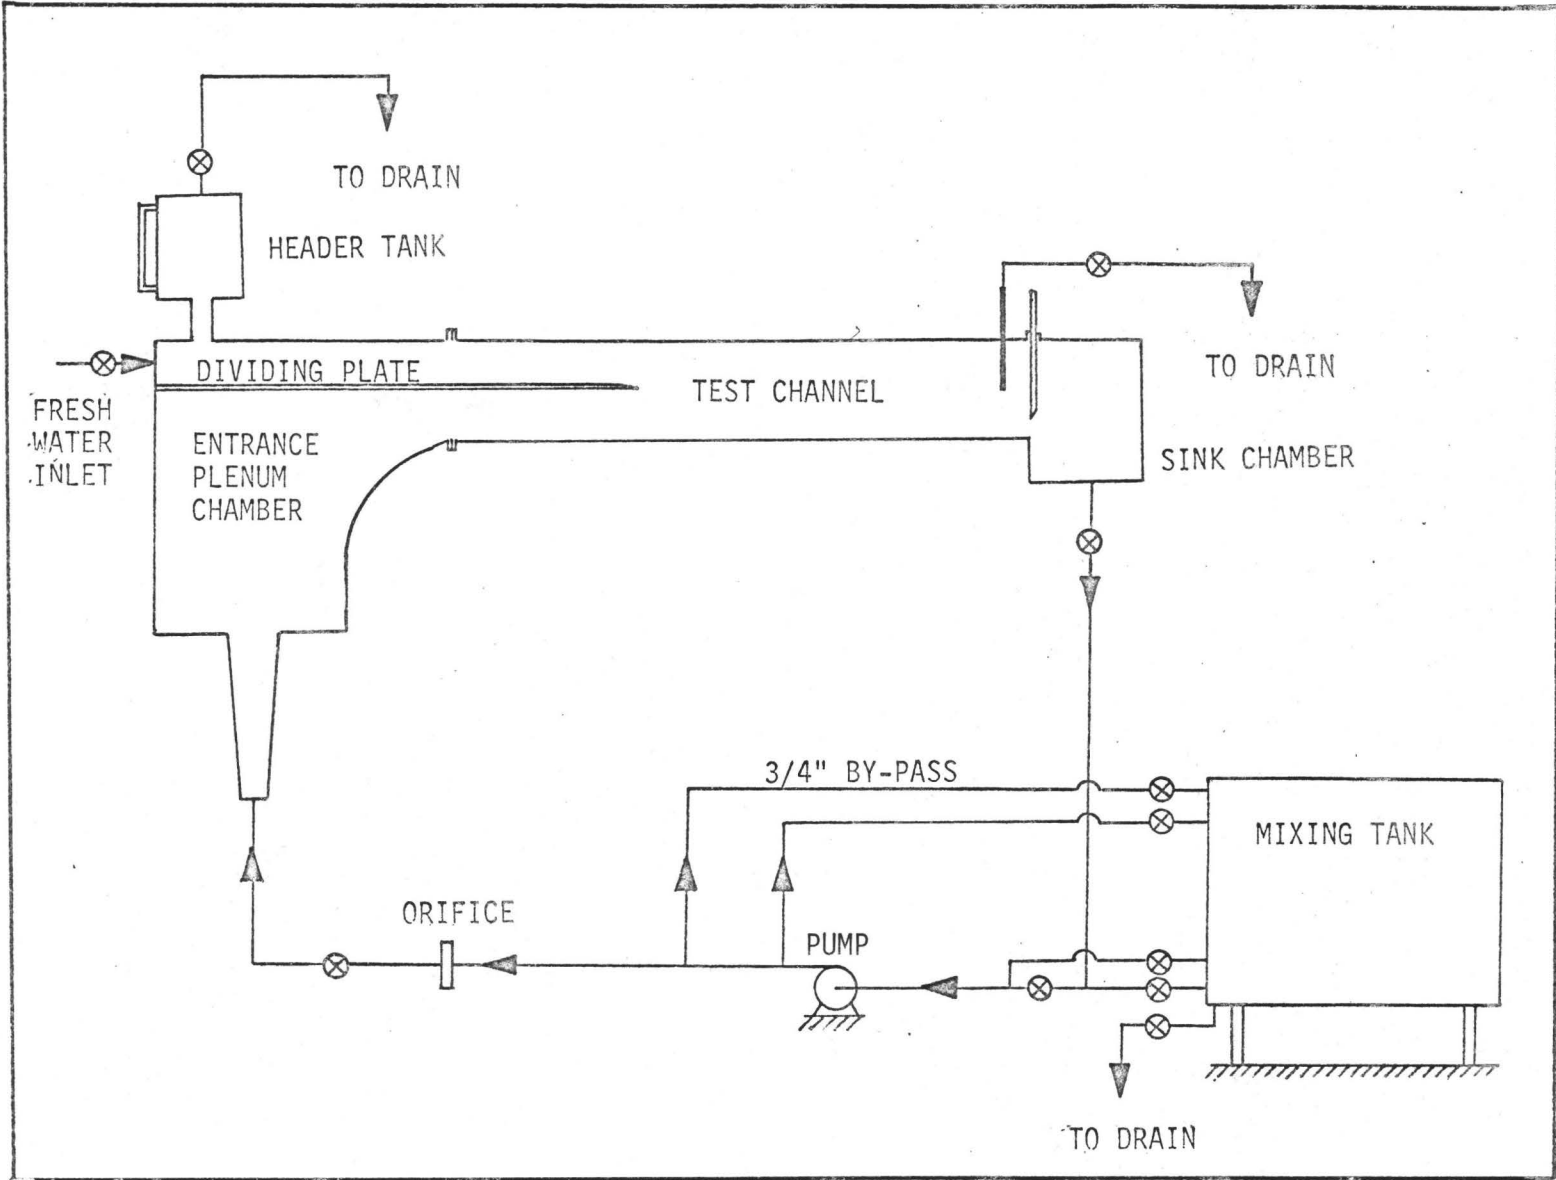 TO DRAIN
HEADER TANK
DIVIDING PLATE
TEST CHANNEL
TO DRAIN
FRESH
WATER
INLET
ENTRANCE
PLENUM
CHAMBER
SINK CHAMBER
3/4" BY-PASS
MIXING TANK
ORIFICE
PUMP
TO DRAIN